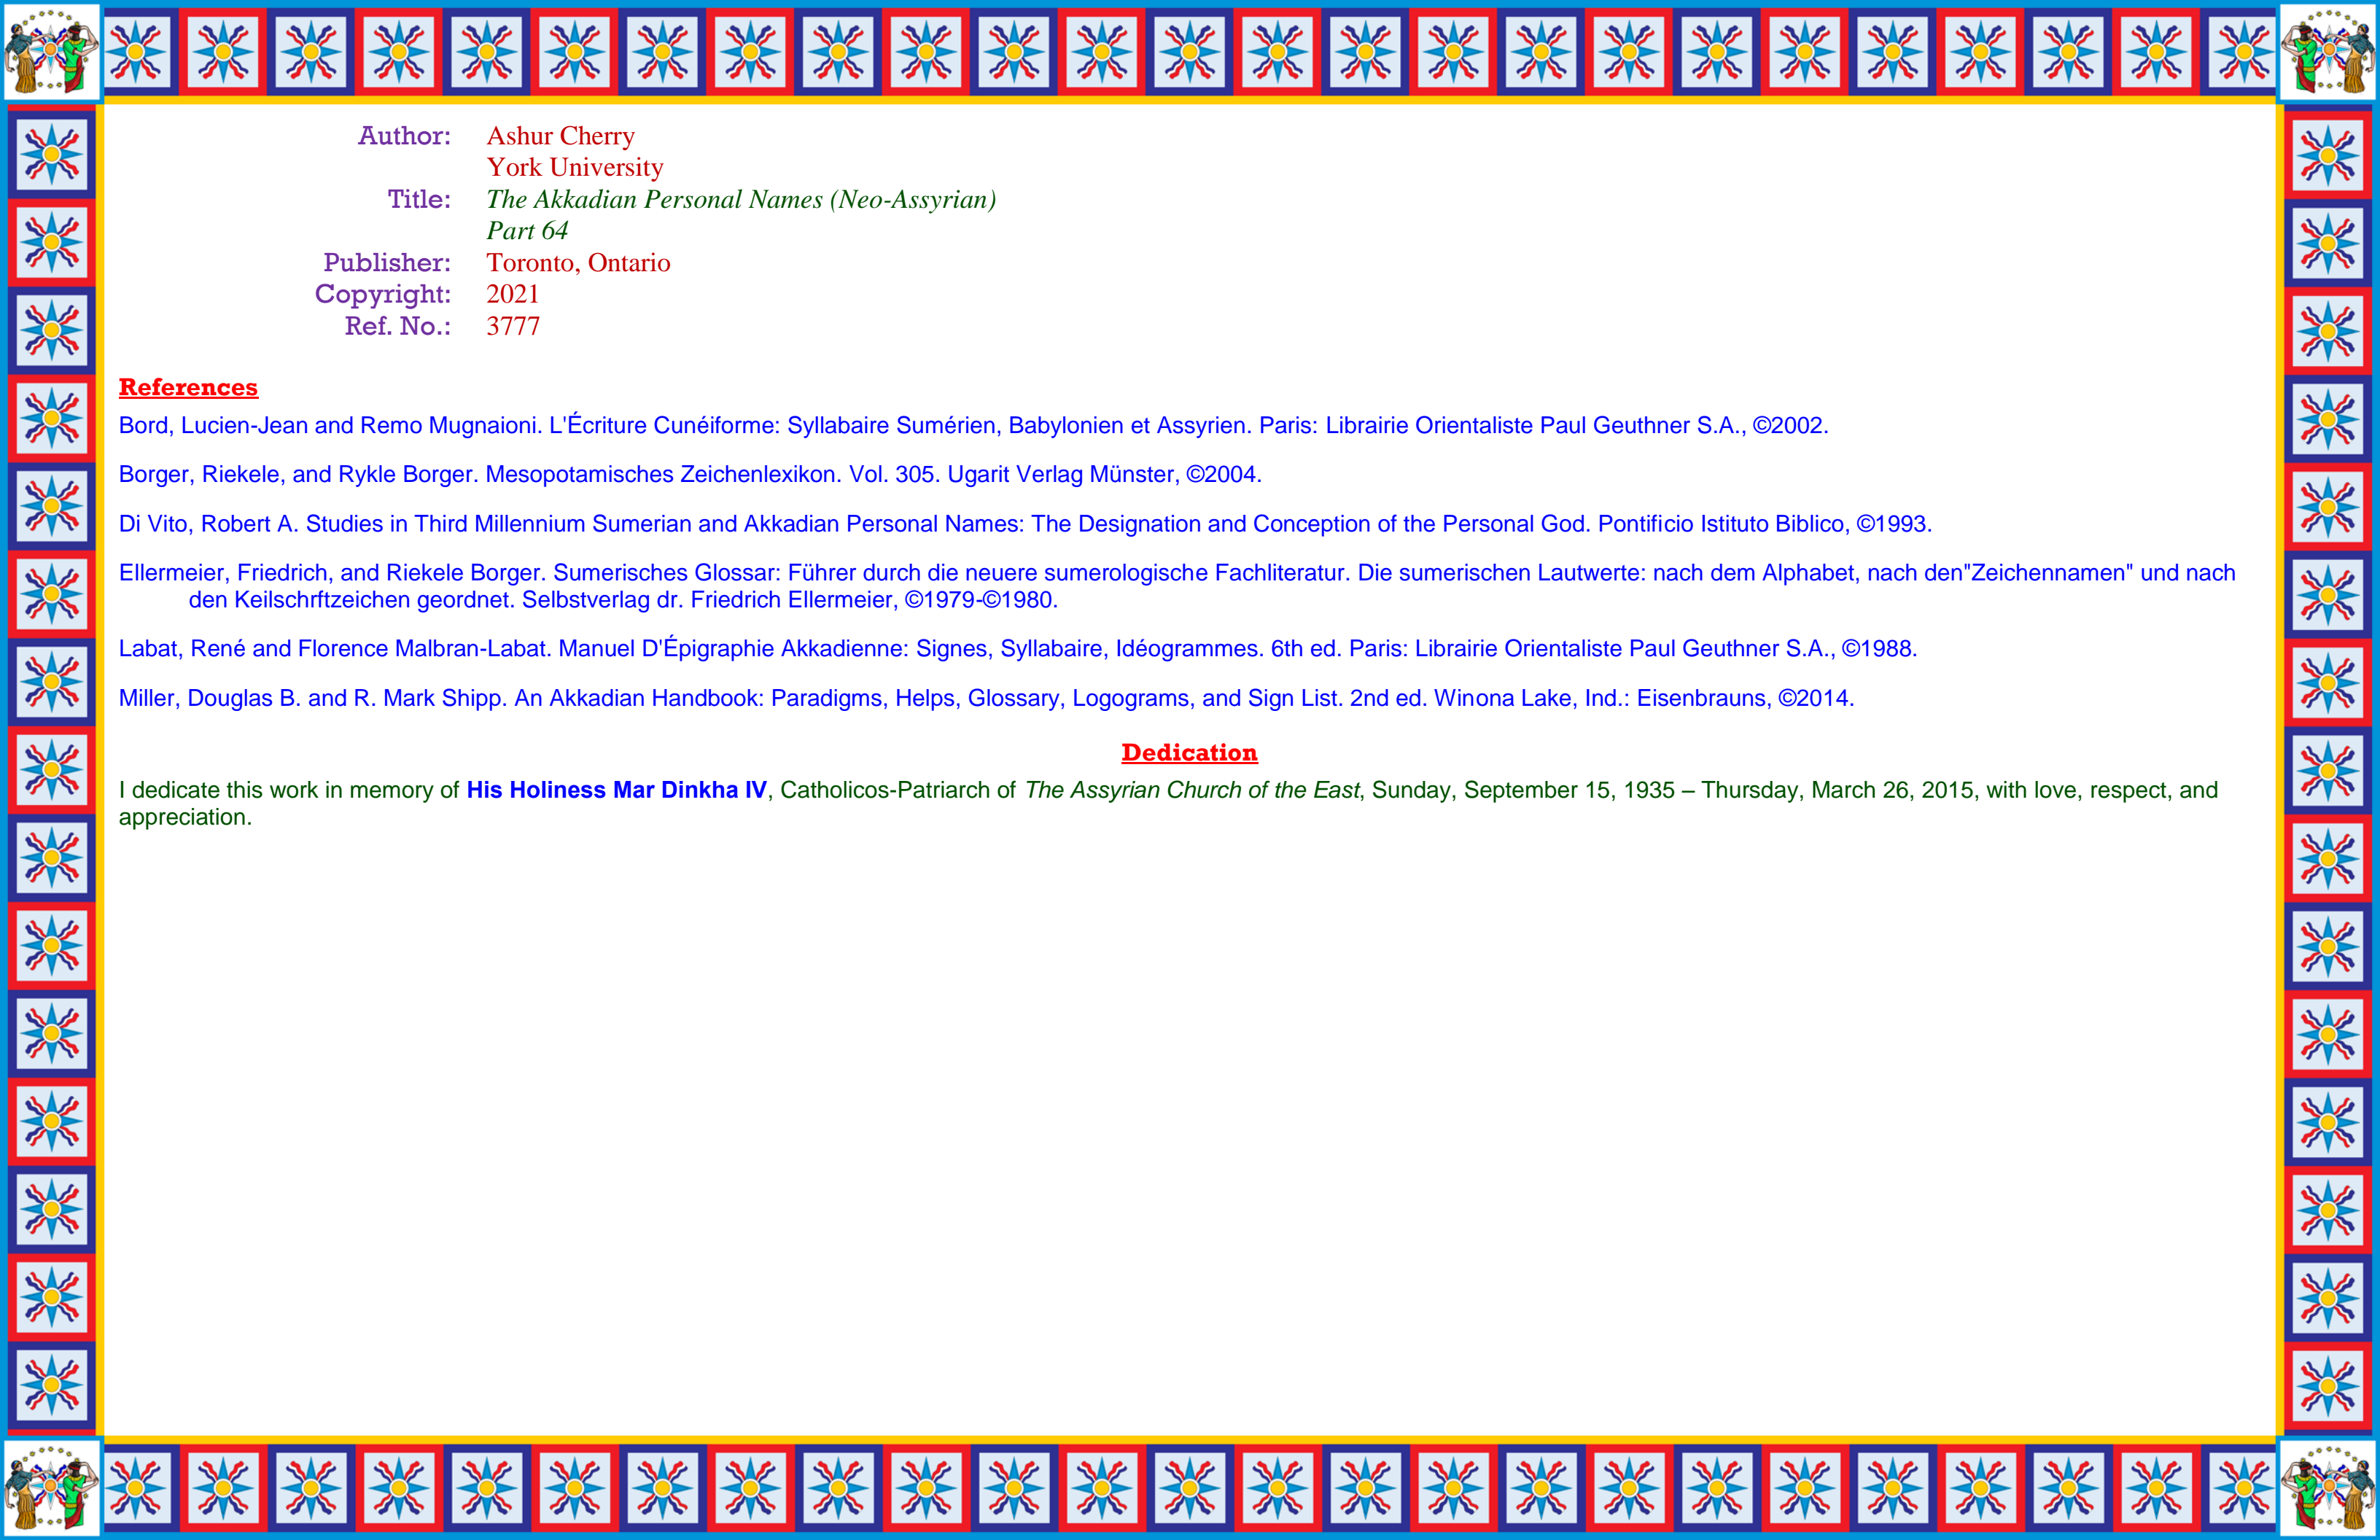 Author: Ashur Cherry
York University
Title: The Akkadian Personal Names (Neo-Assyrian)
Part 64
Publisher: Toronto, Ontario
Copyright: 2021
Ref. No.: 3777
References
Bord, Lucien-Jean and Remo Mugnaioni. L'Écriture Cunéiforme: Syllabaire Sumérien, Babylonien et Assyrien. Paris: Librairie Orientaliste Paul Geuthner S.A., ©2002.
Borger, Riekele, and Rykle Borger. Mesopotamisches Zeichenlexikon. Vol. 305. Ugarit Verlag Münster, ©2004.
Di Vito, Robert A. Studies in Third Millennium Sumerian and Akkadian Personal Names: The Designation and Conception of the Personal God. Pontificio Istituto Biblico, ©1993.
Ellermeier, Friedrich, and Riekele Borger. Sumerisches Glossar: Führer durch die neuere sumerologische Fachliteratur. Die sumerischen Lautwerte: nach dem Alphabet, nach den"Zeichennamen" und nach
den Keilschrftzeichen geordnet. Selbstverlag dr. Friedrich Ellermeier, ©1979-©1980.
Labat, René and Florence Malbran-Labat. Manuel D'Épigraphie Akkadienne: Signes, Syllabaire, Idéogrammes. 6th ed. Paris: Librairie Orientaliste Paul Geuthner S.A., ©1988.
Miller, Douglas B. and R. Mark Shipp. An Akkadian Handbook: Paradigms, Helps, Glossary, Logograms, and Sign List. 2nd ed. Winona Lake, Ind.: Eisenbrauns, ©2014.
Dedication
I dedicate this work in memory of His Holiness Mar Dinkha IV, Catholicos-Patriarch of The Assyrian Church of the East, Sunday, September 15, 1935 – Thursday, March 26, 2015, with love, respect, and
appreciation.